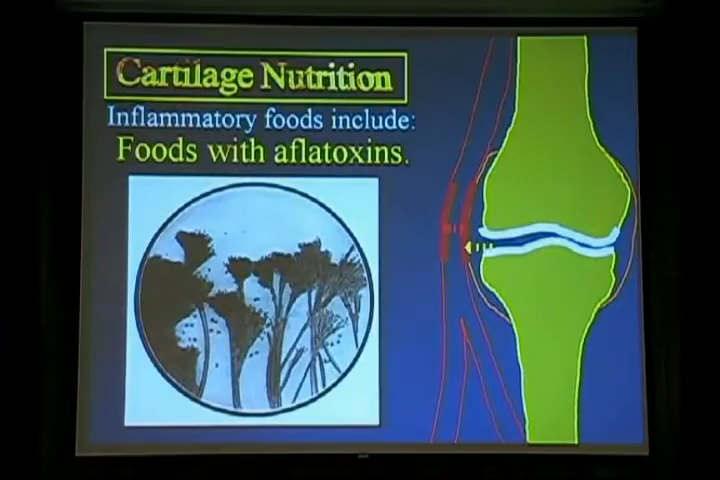 Cartilage Nutrition
Inflammatory foods include:
Foods with aflatoxins.